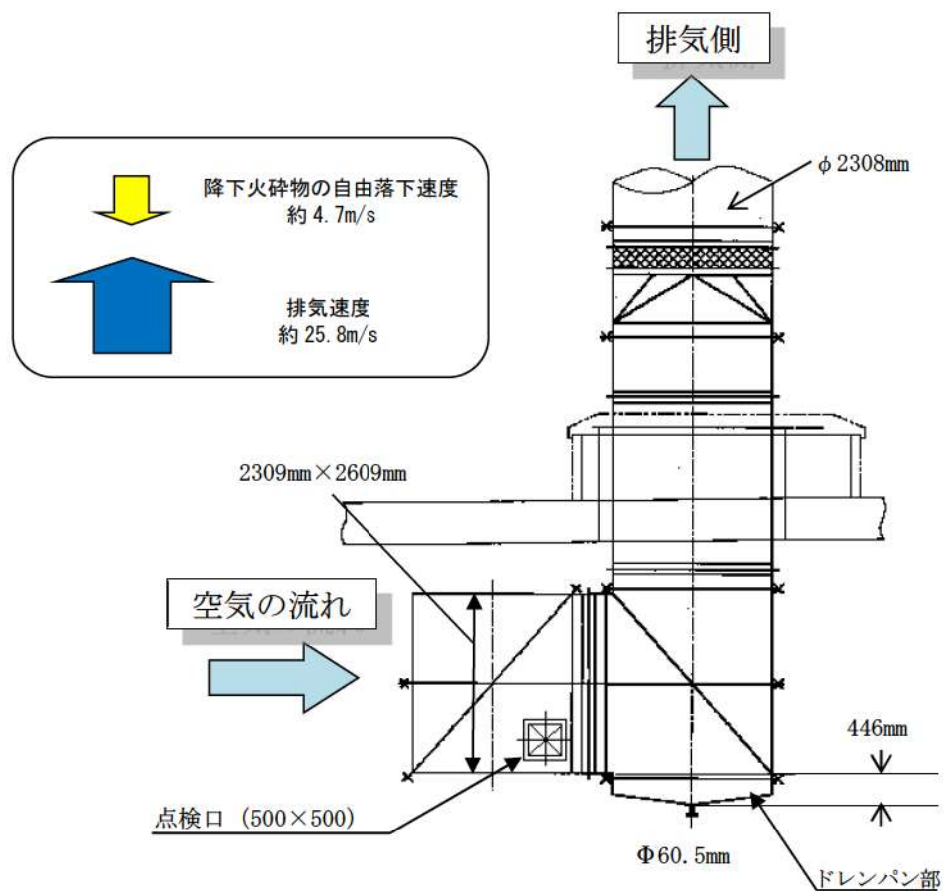 排気側
φ2308mm
降下火砕物の自由落下速度
約 4.7m/s
排気速度
約 25.8m/s
2309mm×2609mm
空気の流れ
446mm
点検口（500×500）
Φ60.5mm
ドレンパン部